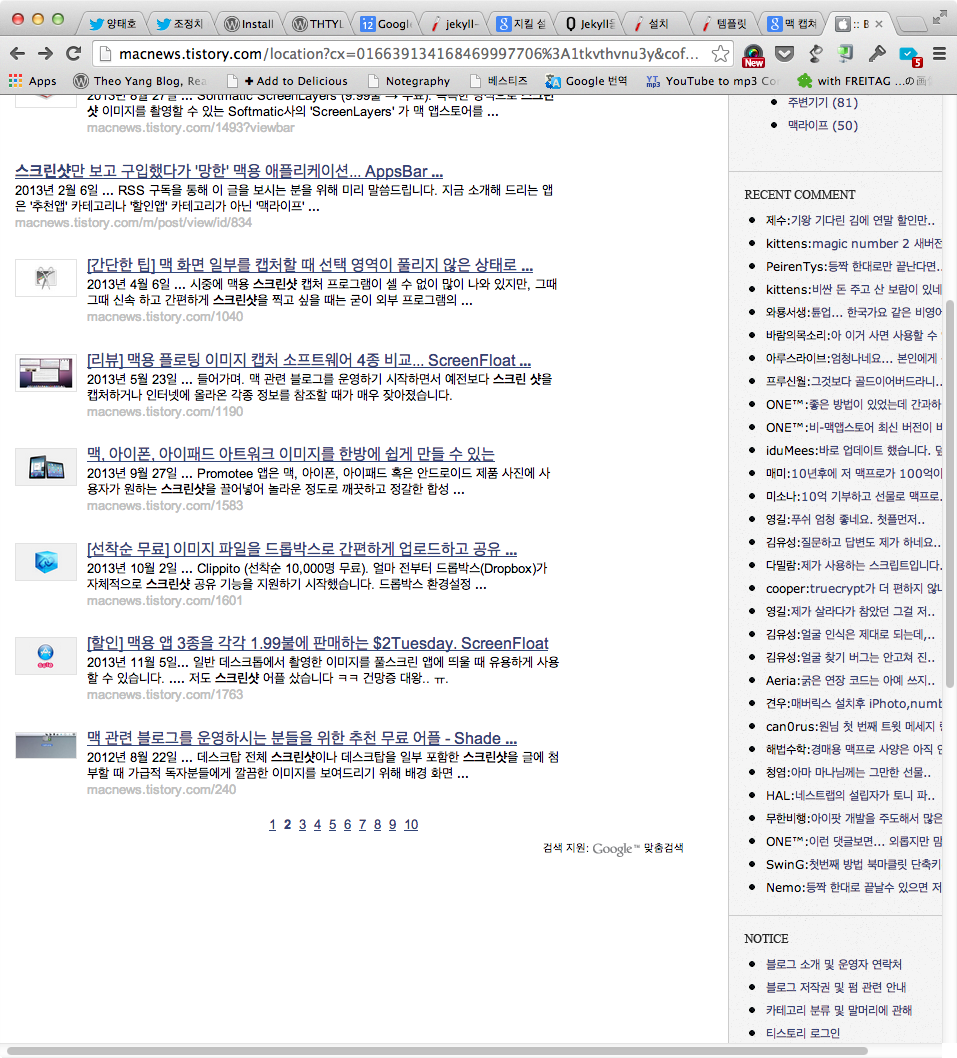 양태호
조정치
Install
THTYL
Googl
jekyll-
지킬 설
Jekyll을
설치
템플릿
맥 캡처
:: B
macnews.tistory.com/location?cx=016639134168469997706%3A1tkvthvnu3y&cof...
New
5
Apps
Theo Yang Blog, Rea
+ Add to Delicious
Notegraphy
베스티즈
Google 번역
YouTube to mp3 Co
with FREITAG ...の画
2013년 8월 27일 ... Softmatic ScreenLayers (9.99불 → 무료). 독특한 방식으로 스크린
샷 이미지를 촬영할 수 있는 Softmatic사의 'ScreenLayers' 가 맥 앱스토어를 ...
macnews.tistory.com/1493?viewbar
스크린샷만 보고 구입했다가 '망한' 맥용 애플리케이션... AppsBar ...
2013년 2월 6일 ... RSS 구독을 통해 이 글을 보시는 분을 위해 미리 말씀드립니다. 지금 소개해 드리는 앱
은 '추천앱' 카테고리나 '할인앱' 카테고리가 아닌 '맥라이프' ...
macnews.tistory.com/m/post/view/id/834
[간단한 팁] 맥 화면 일부를 캡처할 때 선택 영역이 풀리지 않은 상태로 ...
2013년 4월 6일 ... 시중에 맥용 스크린샷 캡처 프로그램이 셀 수 없이 많이 나와 있지만, 그때
그때 신속 하고 간편하게 스크린샷을 찍고 싶을 때는 굳이 외부 프로그램의 ...
macnews.tistory.com/1040
[리뷰] 맥용 플로팅 이미지 캡처 소프트웨어 4종 비교... ScreenFloat ...
2013년 5월 23일 ... 들어가며. 맥 관련 블로그를 운영하기 시작하면서 예전보다 스크린 샷을
캡처하거나 인터넷에 올라온 각종 정보를 참조할 때가 매우 잦아졌습니다.
macnews.tistory.com/1190
맥, 아이폰, 아이패드 아트워크 이미지를 한방에 쉽게 만들 수 있는
2013년 9월 27일 ... Promotee 앱은 맥, 아이폰, 아이패드 혹은 안드로이드 제품 사진에 사
용자가 원하는 스크린샷을 끌어넣어 놀라운 정도로 깨끗하고 정갈한 합성 ...
macnews.tistory.com/1583
[선착순 무료] 이미지 파일을 드롭박스로 간편하게 업로드하고 공유 ...
2013년 10월 2일 ... Clippito (선착순 10,000명 무료). 얼마 전부터 드롭박스(Dropbox)가
자체적으로 스크린샷 공유 기능을 지원하기 시작했습니다. 드롭박스 환경설정 ...
macnews.tistory.com/1601
[할인] 맥용 앱 3종을 각각 1.99불에 판매하는 $2Tuesday. ScreenFloat
2013년 11월 5일... 일반 데스크톱에서 촬영한 이미지를 풀스크린 앱에 띄울 때 유용하게 사용
할 수 있습니다. .... 저도 스크린샷 어플 샀습니다 ㅋㅋ 건망증 대왕.. ㅠ.
macnews.tistory.com/1763
맥 관련 블로그를 운영하시는 분들을 위한 추천 무료 어플 - Shade ...
2012년 8월 22일 ... 데스크탑 전체 스크린샷이나 데스크탑을 일부 포함한 스크린샷을 글에 첨
부할 때 가급적 독자분들에게 깔끔한 이미지를 보여드리기 위해 배경 화면 ...
macnews.tistory.com/240
1 2 3 4 5 6 7 8 9 10
검색 지원: Google™ 맞춤검색
주변기기 (81)
맥라이프 (50)
RECENT COMMENT
제수:기왕 기다린 김에 연말 할인만..
kittens:magic number 2 새버전
PeirenTys:등짝 한대로만 끝난다면..
kittens:비싼 돈 주고 산 보람이 있네
와룡서생:튠업... 한국가요 같은 비영어
바람의목소리:아 이거 사면 사용할 수
아루스라이브:엄청나네요... 본인에게
프루신월:그것보다 골드이어버드라니..
ONE™:좋은 방법이 있었는데 간과하
ONE™:비-맥앱스토어 최신 버전이 ㅂ
iduMees:바로 업데이트 했습니다.
매미:10년후에 저 맥프로가 100억이
미소나:10억 기부하고 선물로 맥프로.
영길:푸쉬 엄청 좋네요. 첫플먼저..
김유성:질문하고 답변도 제가 하네요..
다밀람:제가 사용하는 스크립트입니다.
cooper:truecrypt가 더 편하지 않
영길:제가 살라다가 참았던 그걸 저..
김유성:얼굴 인식은 제대로 되는데,..
김유성:얼굴 찾기 버그는 안고쳐 진..
Aeria:굵은 연장 코드는 아예 쓰지..
견우:매버릭스 설치후 iPhoto,numb
can0rus:원님 첫 번째 트윗 메세지
해법수학:경매용 맥프로 사양은 아직
청영:아마 마나님께는 그만한 선물..
HAL:네스트랩의 설립자가 토니 파..
무한비행:아이팟 개발을 주도해서 많은
ONE™:이런 댓글보면... 외롭지만 맘
SwinG:첫번째 방법 북마클릿 단축키
Nemo:등짝 한대로 끝날수 있으면 저
NOTICE
블로그 소개 및 운영자 연락처
블로그 저작권 및 펌 관련 안내
카테고리 분류 및 말머리에 관해
티스토리 로그인